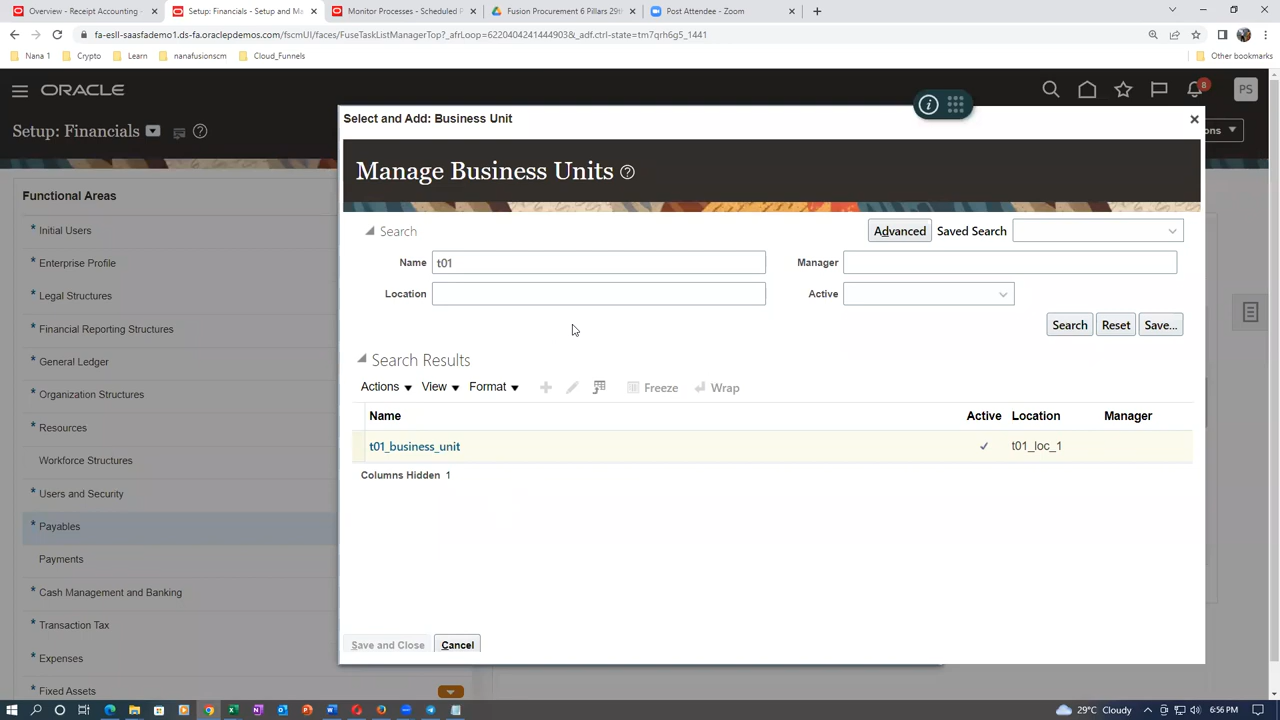 Overview - Receipt Accounting -
Setup: Financials - Setup and Ma
Monitor Processes - Scheduled P
Fusion Procurement 6 Pillars 29th
Post Attendee - Zoom
fa-esll-saasfademo1.ds-fa.oraclepdemos.com/fscmUI/faces/FuseTaskListManagerTop?_afrLoop=6220404241444903&_adf.ctrl-state=tm7qrh6g5_1441
Nana 1
Crypto
Learn
nanafusionscm
Cloud_Funnels
Other bookmarks
ORACLE
8
PS
Setup: Financials
ons
Functional Areas
* Initial Users
* Enterprise Profile
* Legal Structures
* Financial Reporting Structures
* General Ledger
* Organization Structures
* Resources
Workforce Structures
* Users and Security
* Payables
Payments
* Cash Management and Banking
* Transaction Tax
* Expenses
* Fixed Assets
Select and Add: Business Unit
Manage Business Units
Search
Advanced
Saved Search
Name t01
Manager
Location
Active
Search
Reset
Save...
Search Results
Actions
View
Format
Freeze
Wrap
Name Active Location Manager
t01_business_unit t01_loc_1
Columns Hidden 1
Save and Close
Cancel
29°C Cloudy
6:56 PM